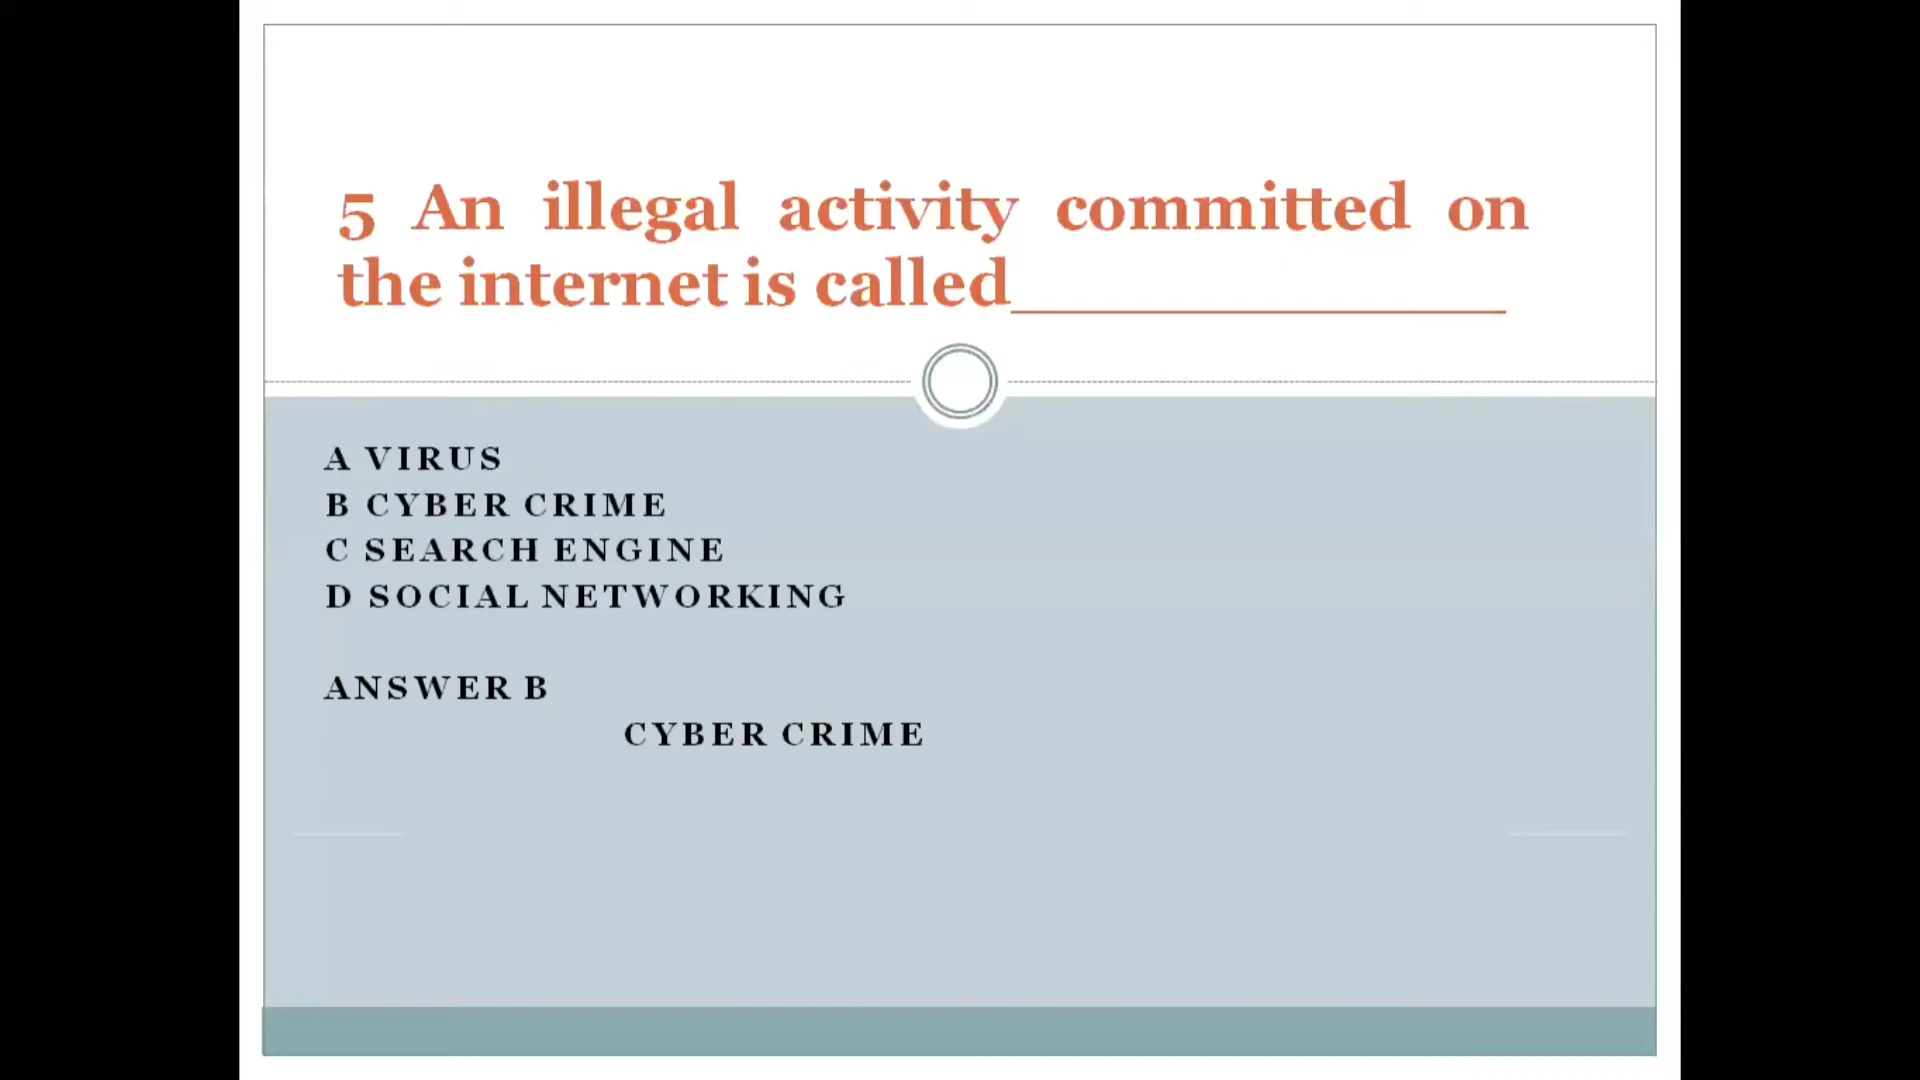 5 An illegal activity committed on
the internet is called_______________
A VIRUS
B CYBER CRIME
C SEARCH ENGINE
D SOCIAL NETWORKING
ANSWER B
CYBER CRIME